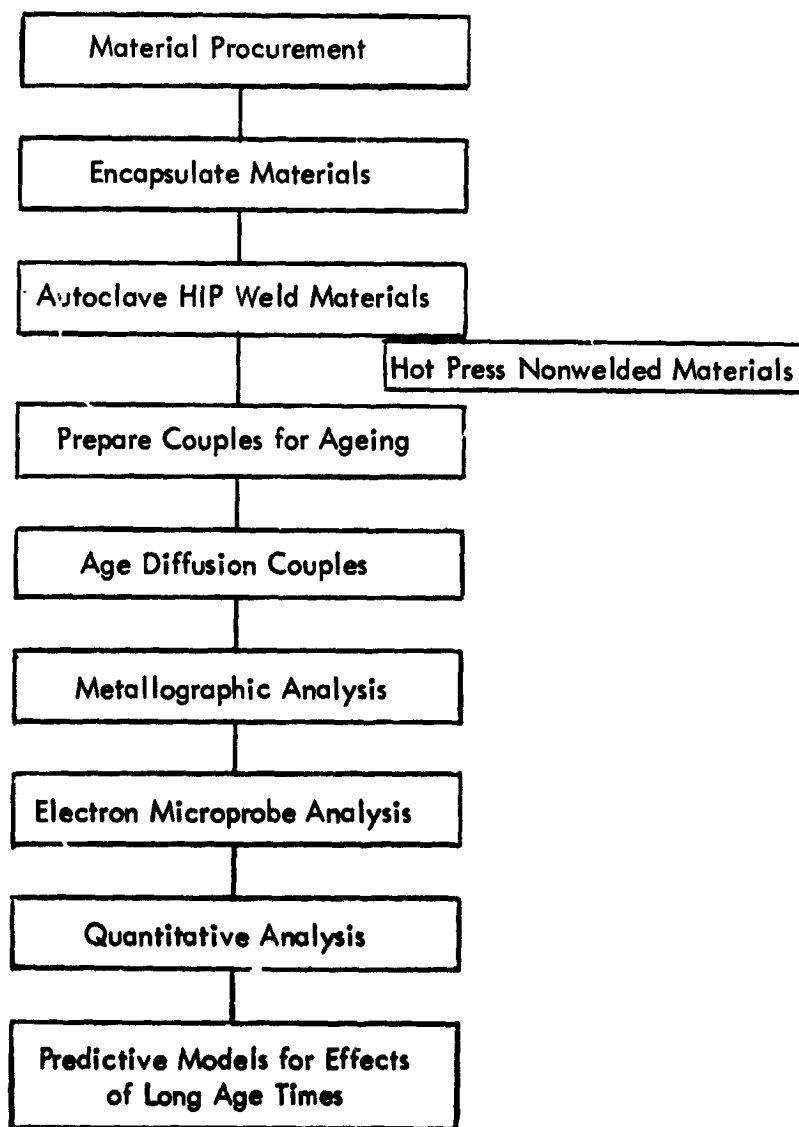 Material Procurement
Encapsulate Materials
Autoclave HIP Weld Materials
Hot Press Nonwelded Materials
Prepare Couples for Ageing
Age Diffusion Couples
Metallographic Analysis
Electron Microprobe Analysis
Quantitative Analysis
Predictive Models for Effects
of Long Age Times